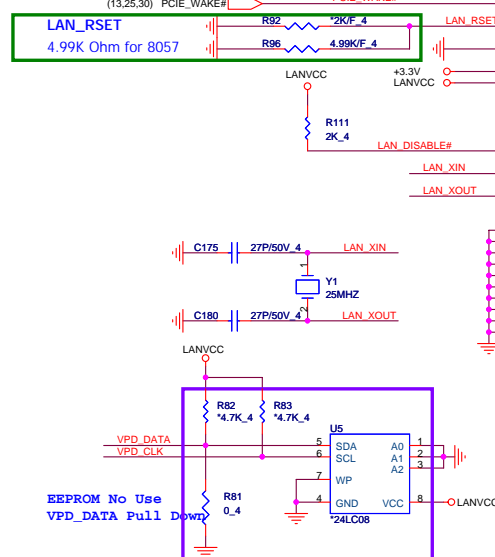 (13,25,30) PCIE_WAKE#
LAN_RSET
4.99K Ohm for 8057
R92 *2K/F_4
LAN_RSET
R96 4.99K/F_4
LANVCC
+3.3V
LANVCC
R111
2K_4
LAN_DISABLE#
LAN_XIN
LAN_XOUT
C175 27P/50V_4 LAN_XIN
1
Y1
25MHZ
2
C180 27P/50V_4 LAN_XOUT
LANVCC
R82 R83
*4.7K_4 *4.7K_4
U5
VPD_DATA 5 SDA A0 1
VPD_CLK 6 SCL A1 2
A2 3
7 WP
4 GND VCC 8 LANVCC
*24LC08
R81
0_4
EEPROM No Use
VPD_DATA Pull Down